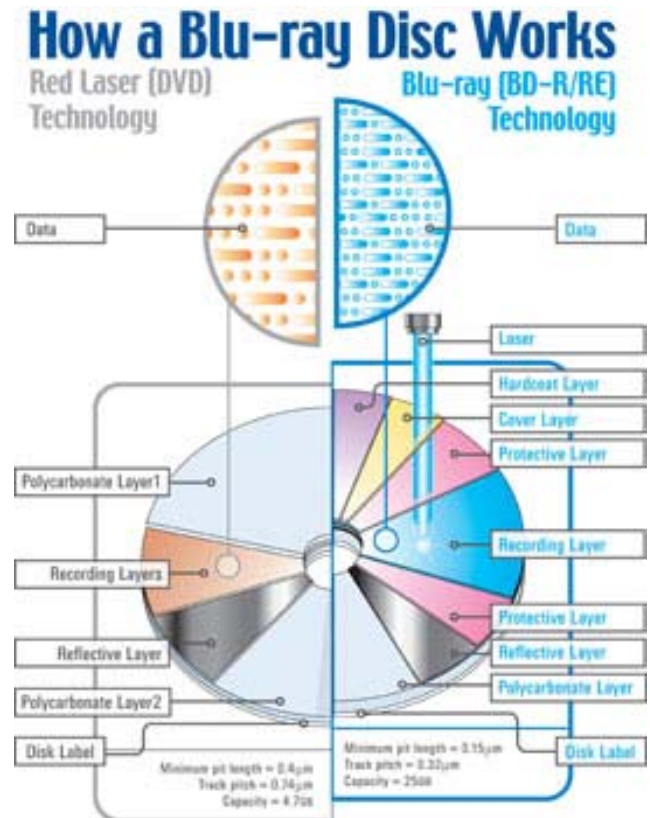 How a Blu-ray Disc Works
Red Laser (DVD)
Technology
Blu-ray (BD-R/RE)
Technology
Data
Data
Laser
Hardcoat Layer
Cover Layer
Protective Layer
Polycarbonate Layer1
Recording Layers
Recording Layer
Protective Layer
Reflective Layer
Reflective Layer
Polycarbonate Layer
Polycarbonate Layer2
Disk Label
Disk Label
Minimum pit length = 0.4µm
Track pitch = 0.74µm
Capacity = 4.7GB
Minimum pit length = 0.15µm
Track pitch = 0.32µm
Capacity = 25GB